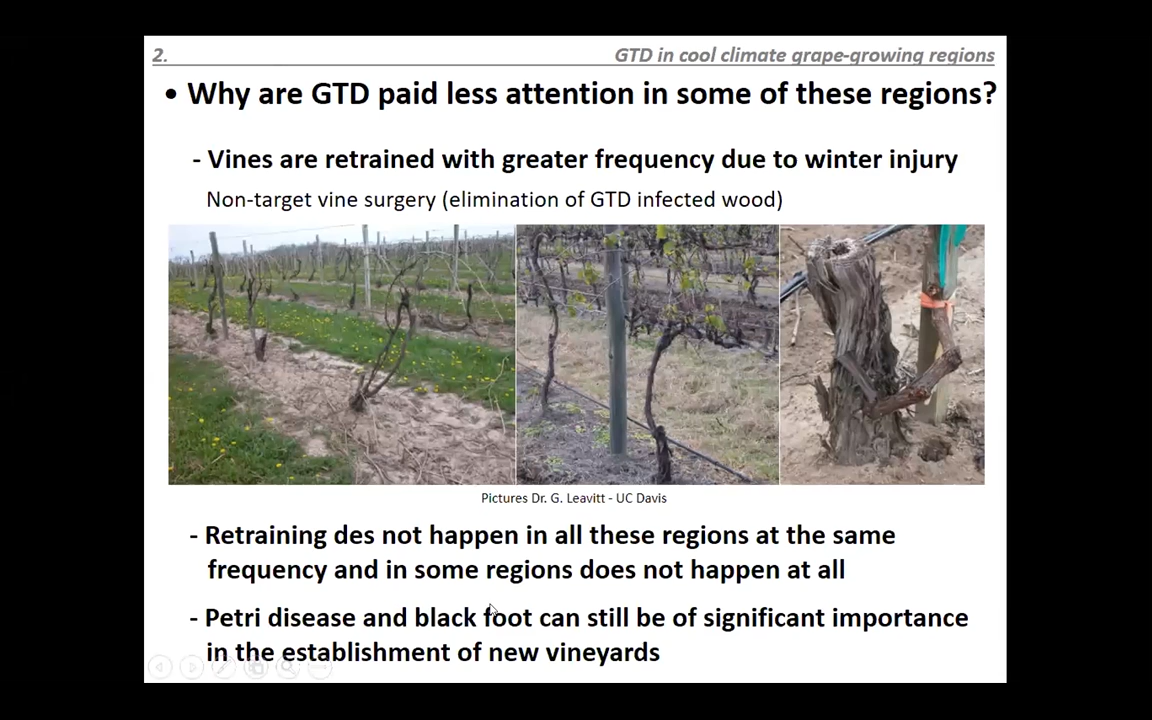 2.
GTD in cool climate grape-growing regions
• Why are GTD paid less attention in some of these regions?
- Vines are retrained with greater frequency due to winter injury
Non-target vine surgery (elimination of GTD infected wood)
Pictures Dr. G. Leavitt - UC Davis
- Retraining des not happen in all these regions at the same
frequency and in some regions does not happen at all
- Petri disease and black foot can still be of significant importance
in the establishment of new vineyards